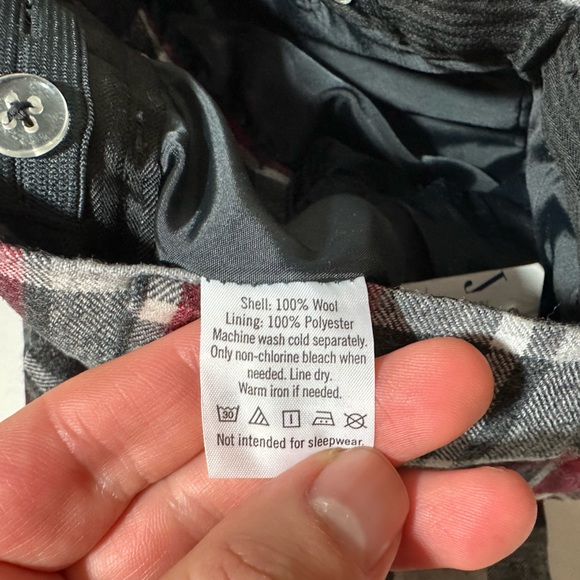 Shell: 100% Wool
Lining: 100% Polyester
Machine wash cold separately.
Only non-chlorine bleach when
needed. Line dry.
Warm iron if needed.
30
Not intended for sleepwear.